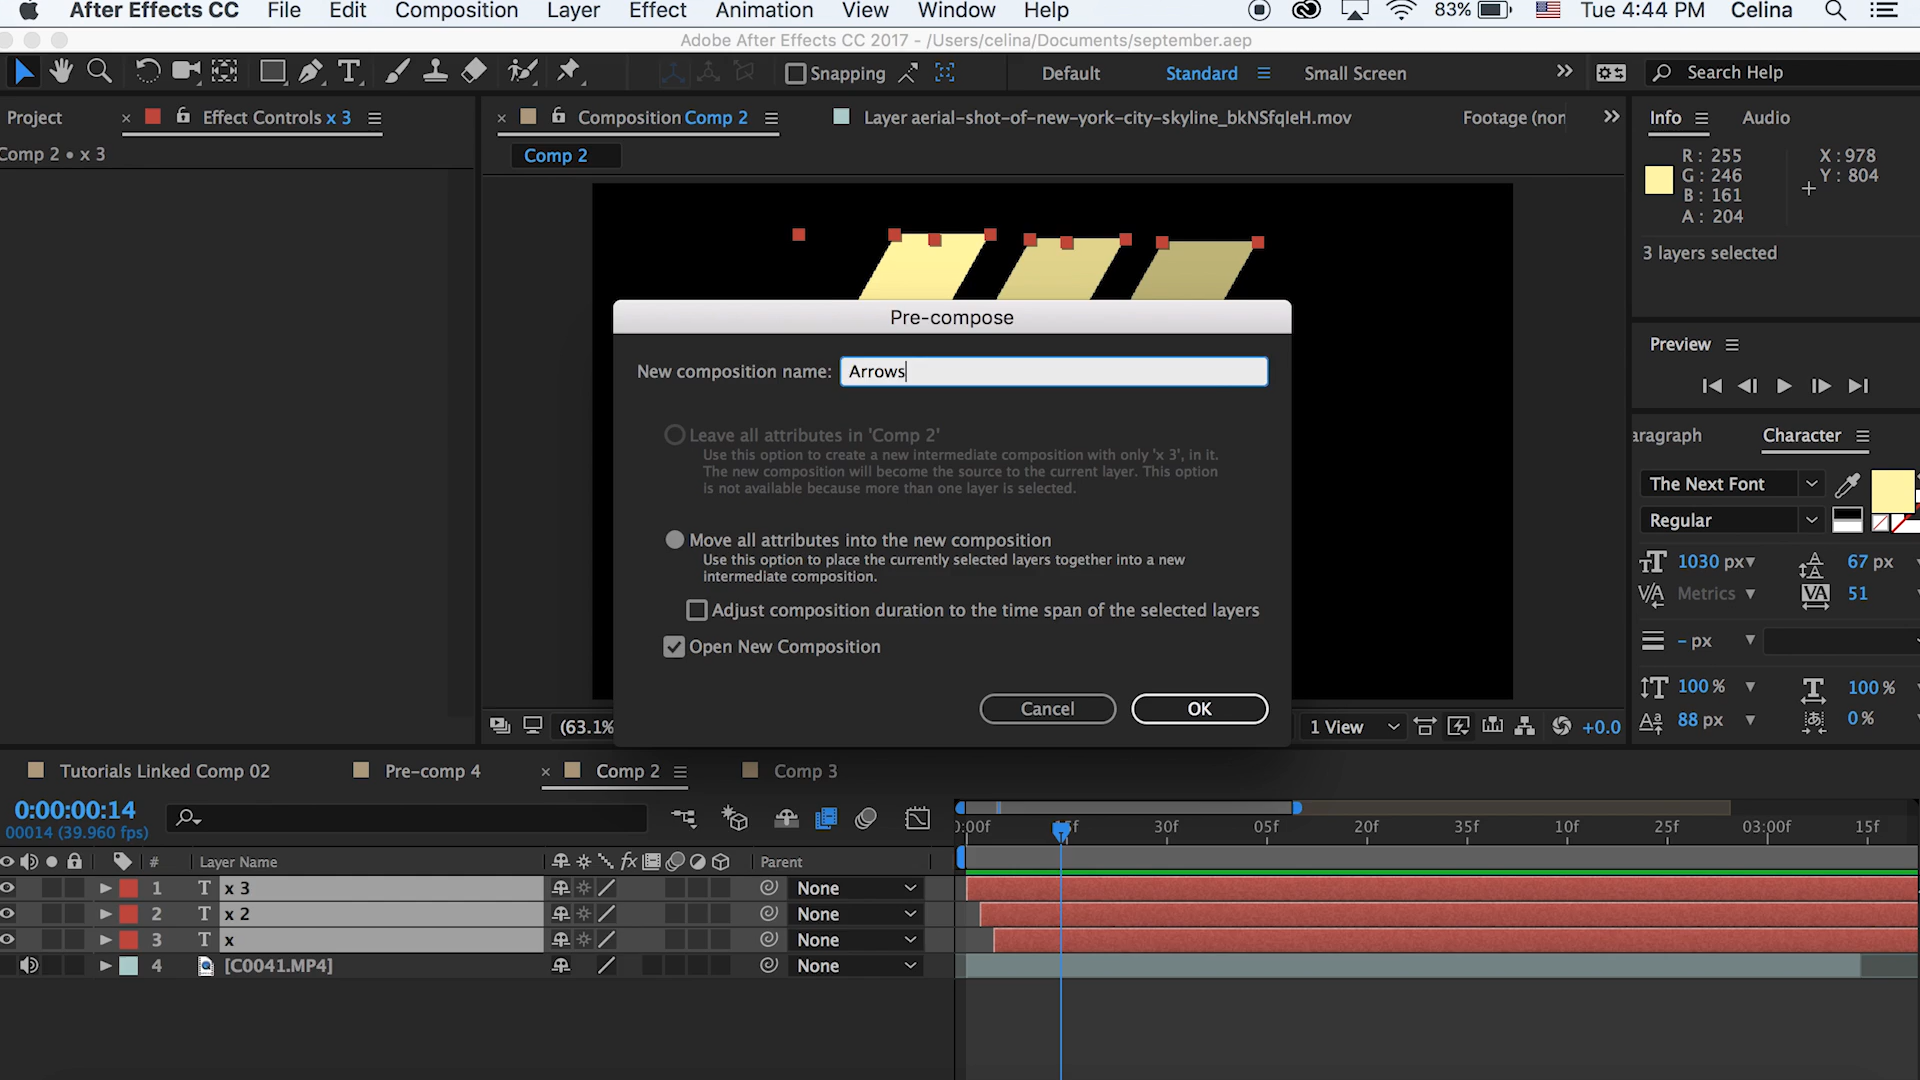 After Effects CC File Edit Composition Layer Effect Animation View Window Help 83% Tue 4:44 PM Celina
Adobe After Effects CC 2017 - /Users/celina/Documents/september.aep
Snapping Default Standard Small Screen Search Help
Project Effect Controls x 3 Composition Comp 2 Layer aerial-shot-of-new-york-city-skyline_bkNSfqIeH.mov Footage (non Info Audio
Comp 2 • x 3
Comp 2
R: 255
G: 246
B: 161
A: 204
X: 978
Y: 804
3 layers selected
Pre-compose
New composition name: Arrows
Leave all attributes in 'Comp 2'
Use this option to create a new intermediate composition with only 'x 3', in it.
The new composition will become the source to the current layer. This option
is not available because more than one layer is selected.
Move all attributes into the new composition
Use this option to place the currently selected layers together into a new
intermediate composition.
Adjust composition duration to the time span of the selected layers
Open New Composition
Cancel OK
Preview
aragraph Character
The Next Font
Regular
1030 px 67 px
Metrics 51
- px
100 % 100 %
88 px 0 %
(63.1% 1 View +0.0
Tutorials Linked Comp 02 Pre-comp 4 Comp 2 Comp 3
0:00:00:14
00014 (39.960 fps)
):00f 15f 30f 05f 20f 35f 10f 25f 03:00f 15f
# Layer Name fx Parent
1 T x 3 None
2 T x 2 None
3 T x None
4 [C0041.MP4] None